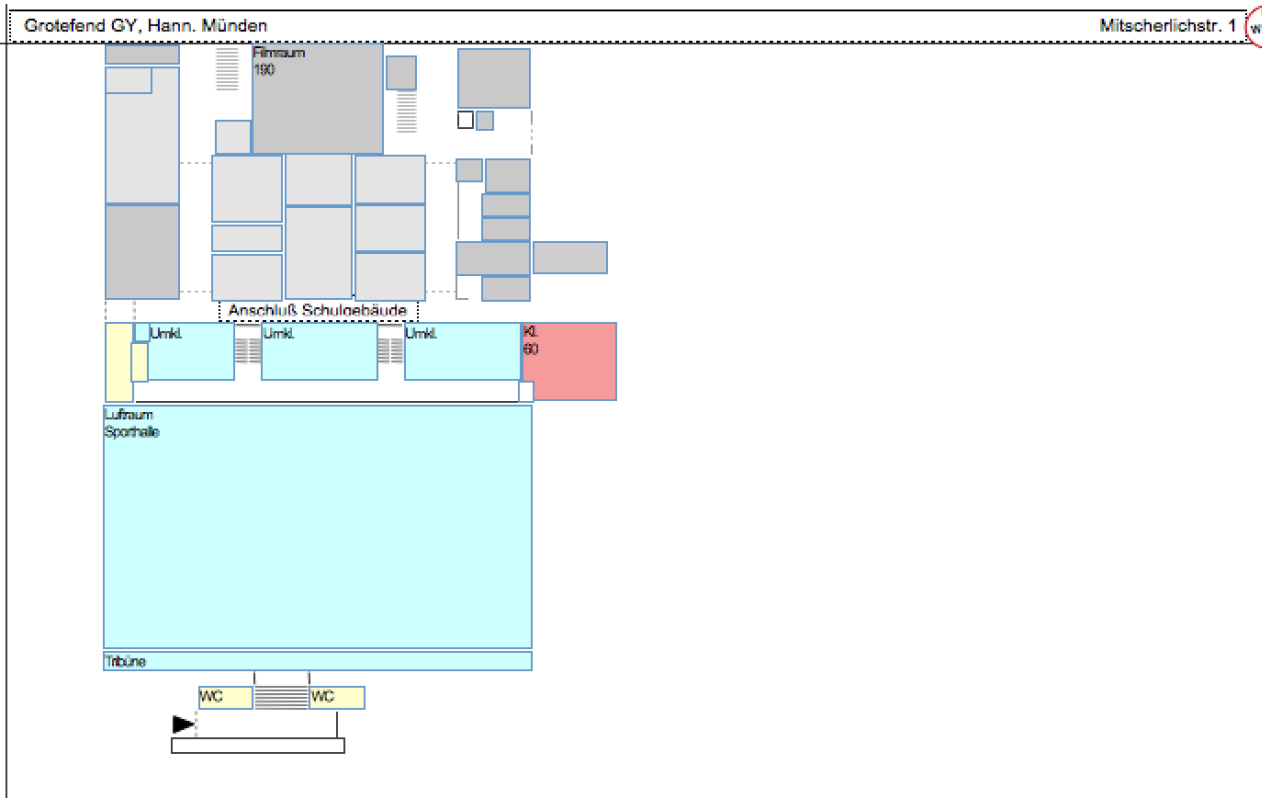 Grotefend GY, Hann. Münden
Mitscherlichstr. 1
Filmraum
190
Anschluß Schulgebäude
Umkl.
Umkl.
Umkl.
Kl.
60
Luftraum
Sporthalle
Tribüne
WC
WC